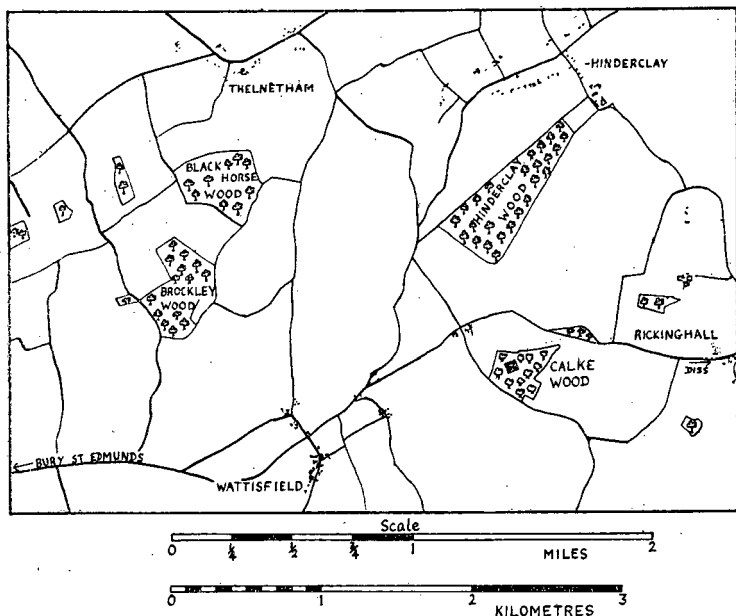 THELNETHAM
HINDERCLAY
BLACK
HORSE
WOOD
HINDERCLAY
WOOD
BROCKLEY
WOOD
SP
RICKINGHALL
CALKE
WOOD
DISS
BURY ST EDMUNDS
WATTISFIELD
Scale
0 ¼ ½ ¾ 1 2
MILES
0 1 2 3
KILOMETRES